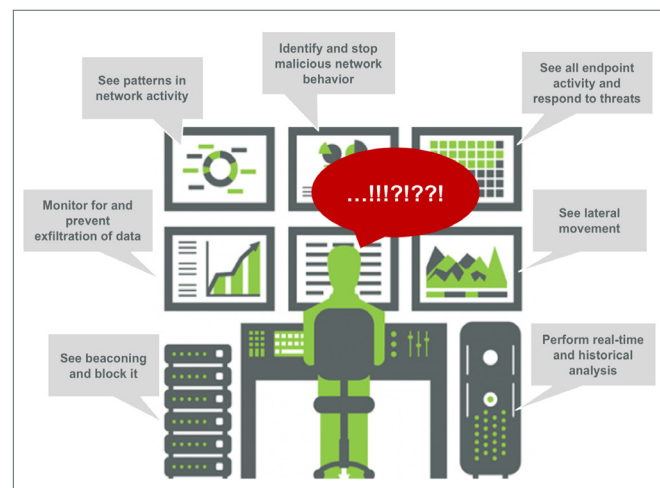 Identify and stop
malicious network
behavior
See patterns in
network activity
See all endpoint
activity and
respond to threats
...!!!?!??!
Monitor for and
prevent
exfiltration of data
See lateral
movement
See beaconing
and block it
Perform real-time
and historical
analysis